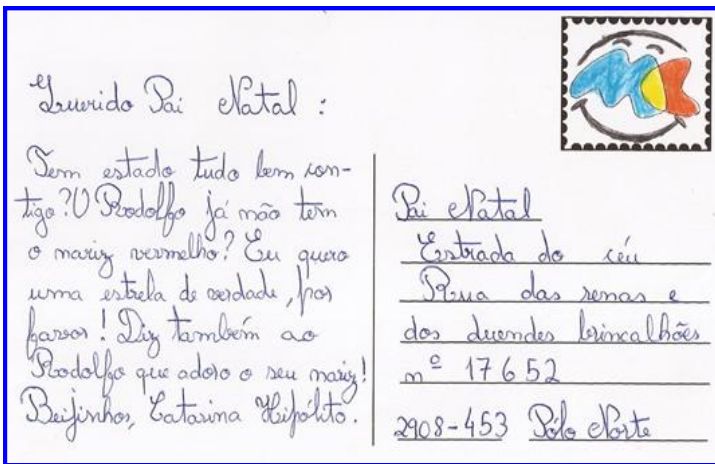 Querido Pai Natal :
Tem estado tudo bem con-
tigo? O Rodolfo já não tem
o nariz vermelho? Eu quero
uma estrela de verdade, por
favor! Diz também ao
Rodolfo que adoro o seu nariz!
Beijinhos, Catarina Hipólito.
Pai Natal
Estrada do céu
Rua das renas e
dos duendes brincalhões
nº 17652
2908-453 Pólo Norte